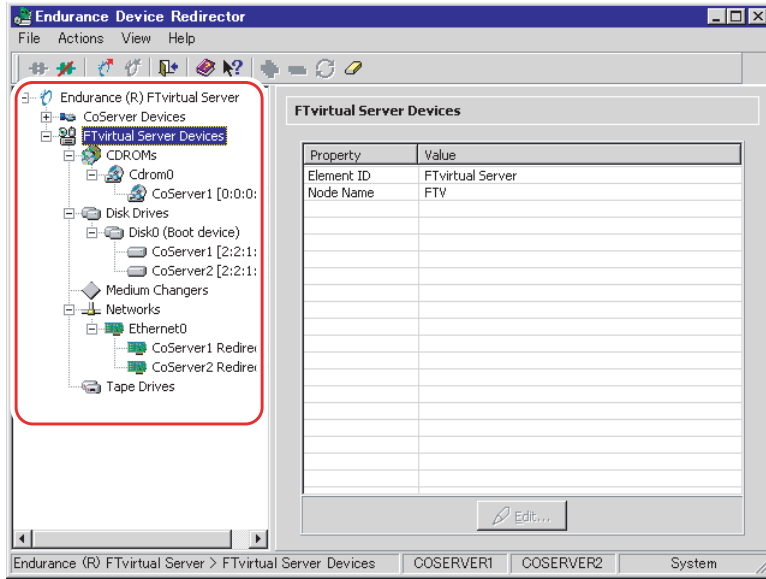 Endurance Device Redirector
File Actions View Help
Endurance (R) FTvirtual Server
CoServer Devices
FTvirtual Server Devices
CDROMs
Cdrom0
CoServer1 [0:0:0:
Disk Drives
Disk0 (Boot device)
CoServer1 [2:2:1:
CoServer2 [2:2:1:
Medium Changers
Networks
Ethernet0
CoServer1 Redire
CoServer2 Redire
Tape Drives
FTvirtual Server Devices
Property Value
Element ID FTvirtual Server
Node Name FTV
Edit...
Endurance (R) FTvirtual Server > FTvirtual Server Devices COSERVER1 COSERVER2 System